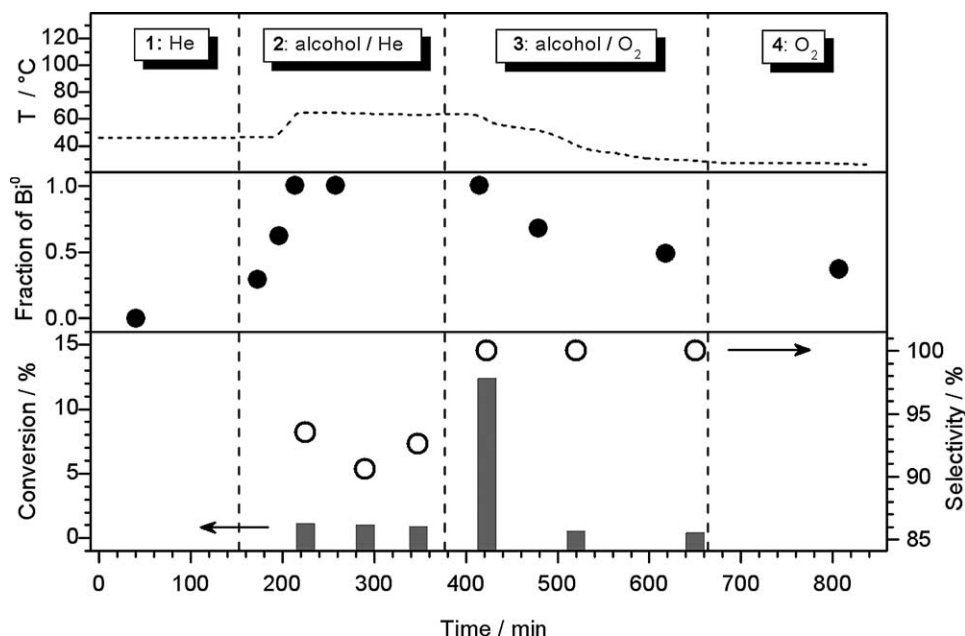 1: He
2: alcohol / He
3: alcohol / O₂
4: O₂
T / °C
120
100
80
60
40
Fraction of Bi⁰
1.0
0.5
0.0
Conversion / %
15
10
5
0
Selectivity / %
100
95
90
85
0 100 200 300 400 500 600 700 800
Time / min